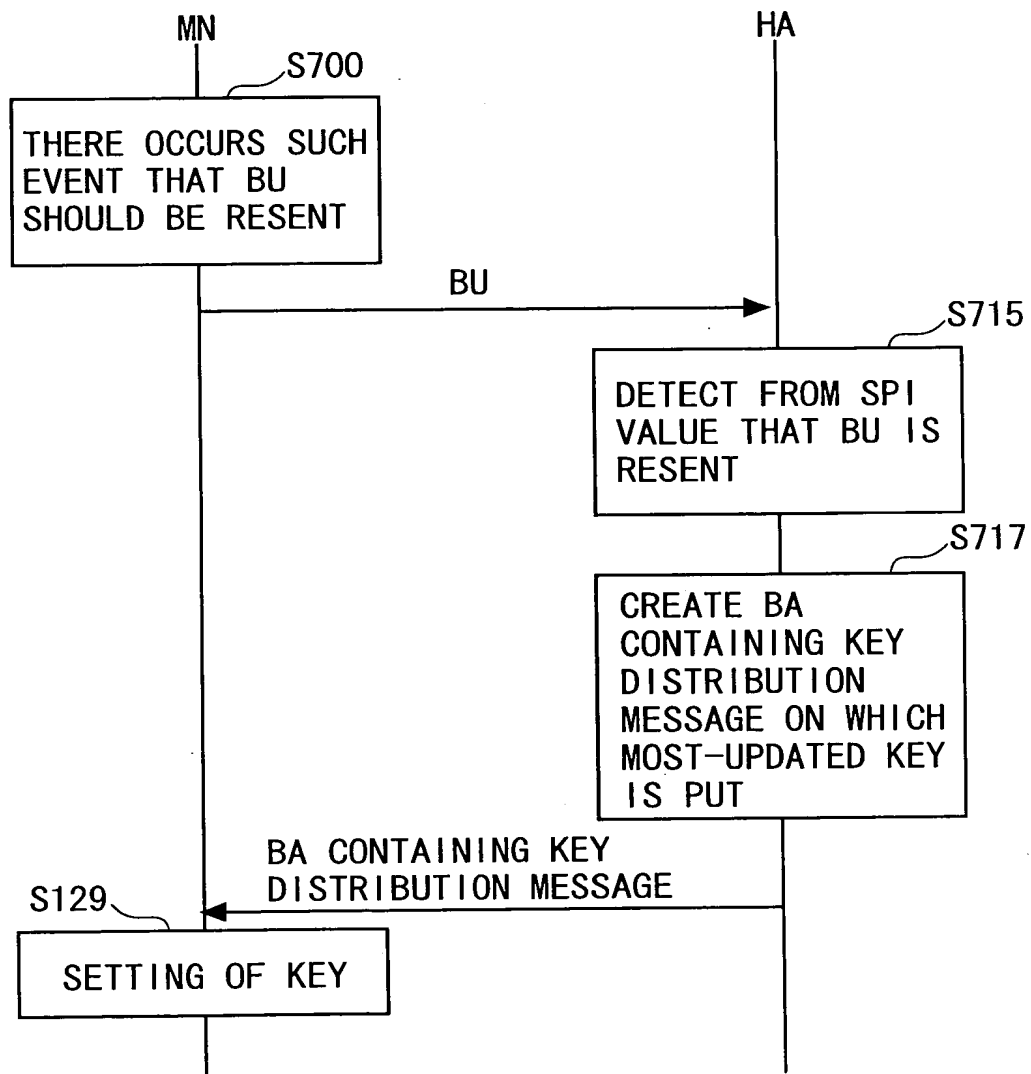 MN
HA
S700
THERE OCCURS SUCH
EVENT THAT BU
SHOULD BE RESENT
BU
S715
DETECT FROM SPI
VALUE THAT BU IS
RESENT
S717
CREATE BA
CONTAINING KEY
DISTRIBUTION
MESSAGE ON WHICH
MOST-UPDATED KEY
IS PUT
BA CONTAINING KEY
DISTRIBUTION MESSAGE
S129
SETTING OF KEY